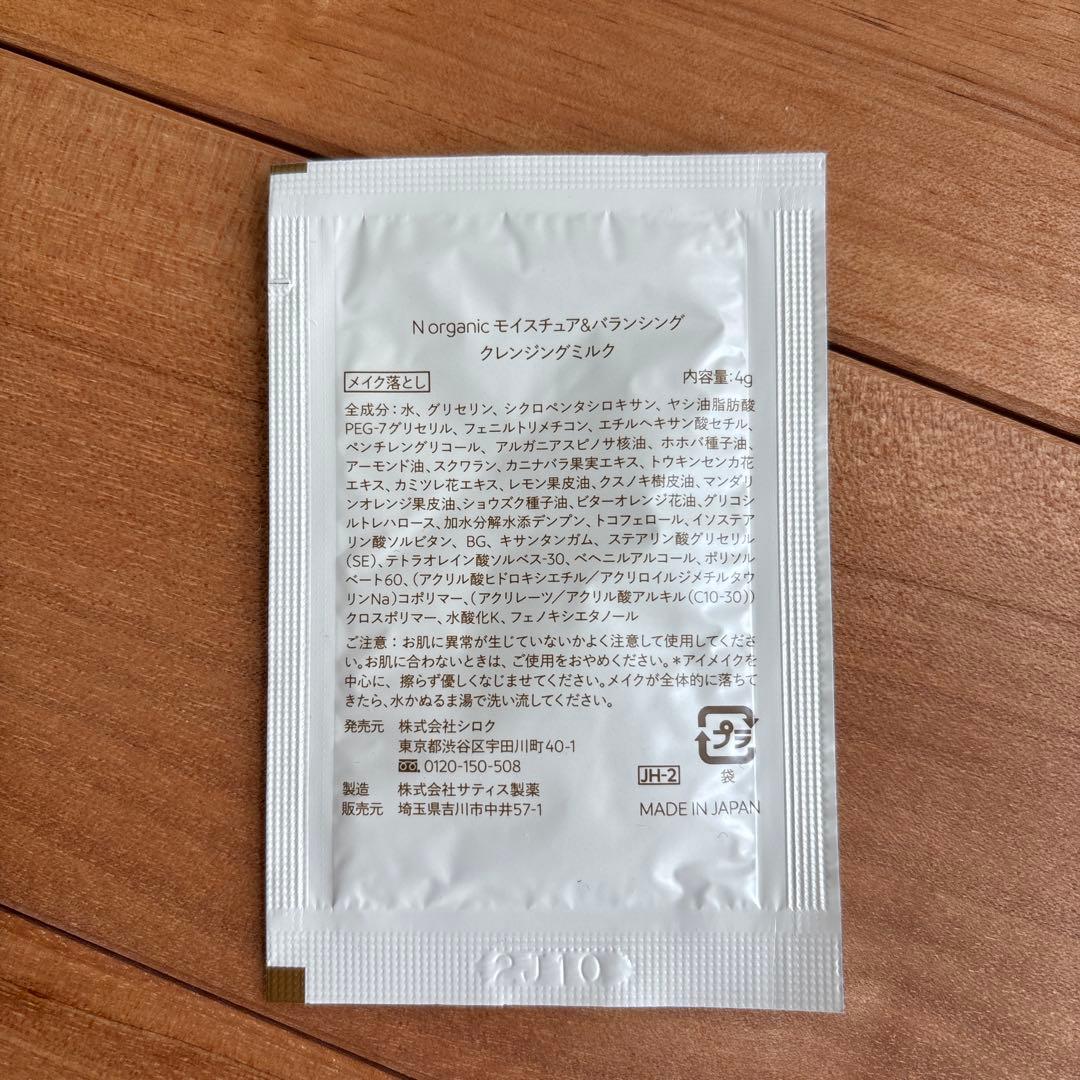 N organic モイスチュア&バランシング
クレンジングミルク
メイク落とし 内容量:4g
全成分:水、グリセリン、シクロペンタシロキサン、ヤシ油脂肪酸
PEG-7グリセリル、フェニルトリメチコン、エチルヘキサン酸セチル、
ペンチレングリコール、アルガニアスピノサ核油、ホホバ種子油、
アーモンド油、スクワラン、カニナバラ果実エキス、トウキンセンカ花
エキス、カミツレ花エキス、レモン果皮油、クスノキ樹皮油、マンダリ
ンオレンジ果皮油、ショウズク種子油、ビターオレンジ花油、グリコシ
ルトレハロース、加水分解水添デンプン、トコフェロール、イソステア
リン酸ソルビタン、BG、キサンタンガム、ステアリン酸グリセリル
(SE)、テトラオレイン酸ソルベス-30、ベヘニルアルコール、ポリソル
ベート60、(アクリル酸ヒドロキシエチル/アクリロイルジメチルタウ
リンNa)コポリマー、(アクリレーツ/アクリル酸アルキル(C10-30))
クロスポリマー、水酸化K、フェノキシエタノール
ご注意:お肌に異常が生じていないかよく注意して使用してくださ
い。お肌に合わないときは、ご使用をおやめください。*アイメイクを
中心に、擦らず優しくなじませてください。メイクが全体的に落ちて
きたら、水かぬるま湯で洗い流してください。
発売元 株式会社シロク
東京都渋谷区宇田川町40-1
0120-150-508
製造 株式会社サティス製薬
販売元 埼玉県吉川市中井57-1
プラ
袋
JH-2
MADE IN JAPAN
2J10